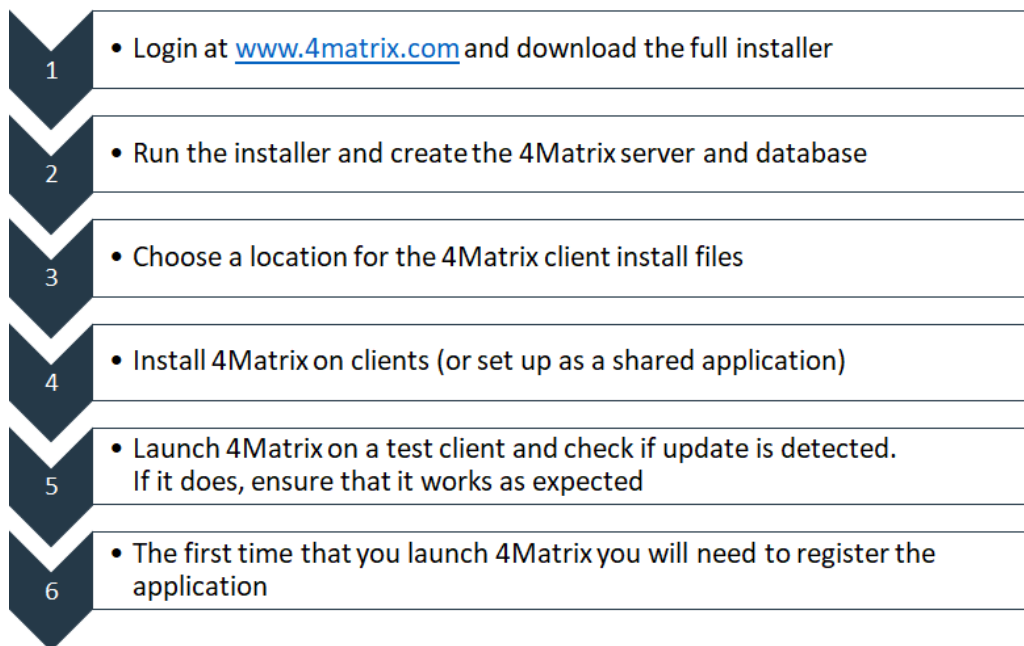 1
• Login at www.4matrix.com and download the full installer
2
• Run the installer and create the 4Matrix server and database
3
• Choose a location for the 4Matrix client install files
4
• Install 4Matrix on clients (or set up as a shared application)
5
• Launch 4Matrix on a test client and check if update is detected.
If it does, ensure that it works as expected
6
• The first time that you launch 4Matrix you will need to register the
application